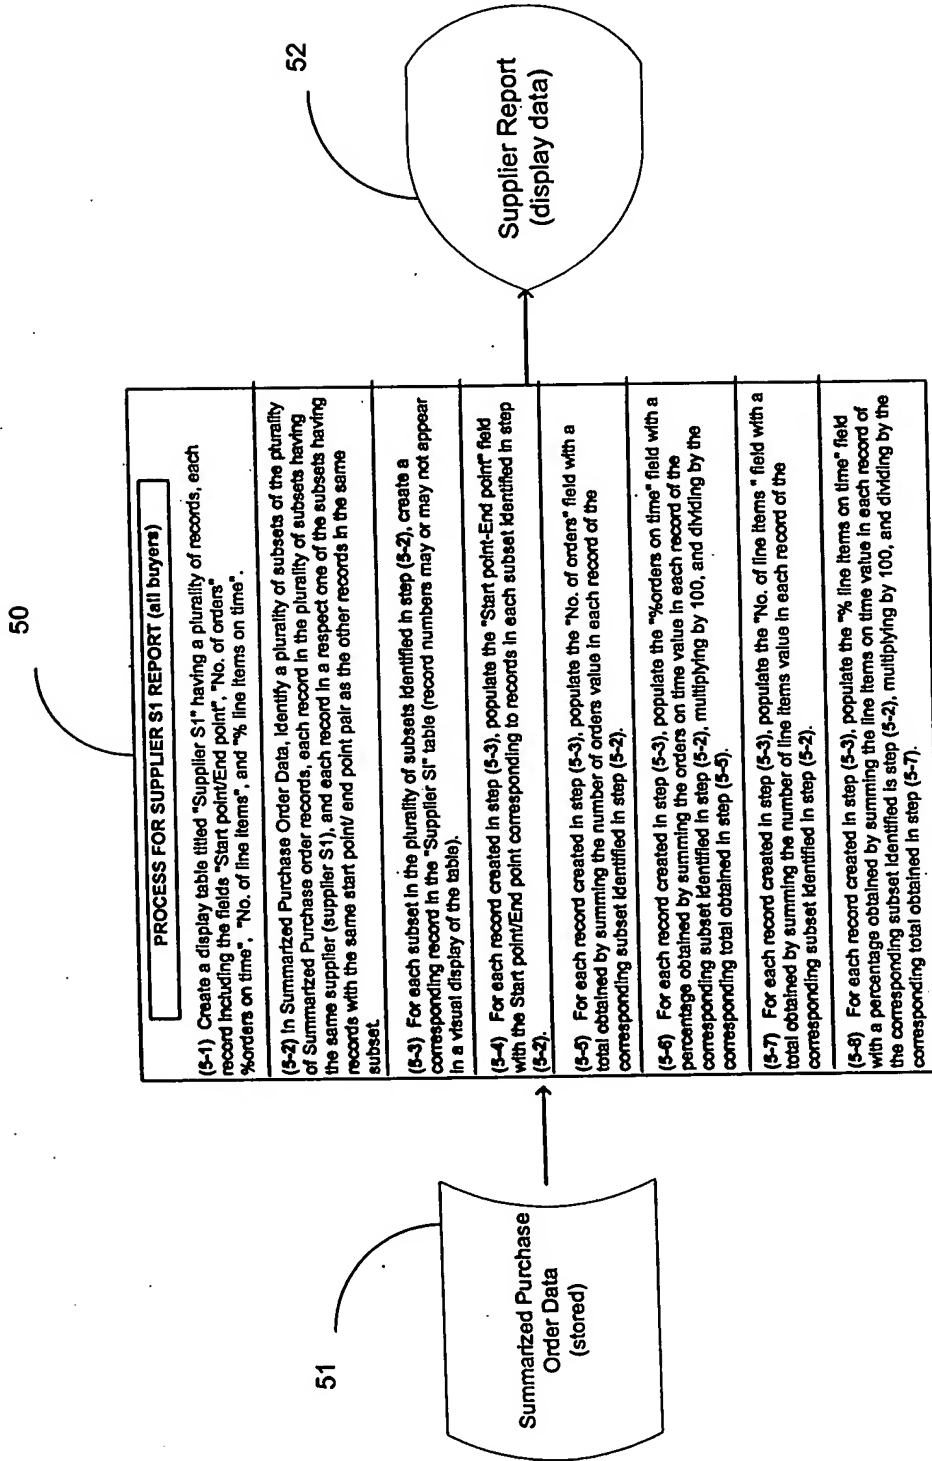 50
PROCESS FOR SUPPLIER S1 REPORT (all buyers)
(5-1) Create a display table titled "Supplier S1" having a plurality of records, each
record including the fields "Start point/End point", "No. of orders"
%orders on time", "No. of line items", and "% line items on time".
(5-2) In Summarized Purchase Order Data, identify a plurality of subsets of the plurality
of Summarized Purchase order records, each record in the plurality of subsets having
the same supplier (supplier S1), and each record in a respect one of the subsets having
records with the same start point/ end point pair as the other records in the same
subset.
(5-3) For each subset in the plurality of subsets identified in step (5-2), create a
corresponding record in the "Supplier SI" table (record numbers may or may not appear
in a visual display of the table).
(5-4) For each record created in step (5-3), populate the "Start point-End point" field
with the Start point/End point corresponding to records in each subset identified in step
(5-2).
(5-5) For each record created in step (5-3), populate the "No. of orders" field with a
total obtained by summing the number of orders value in each record of the
corresponding subset identified in step (5-2).
(5-6) For each record created in step (5-3), populate the "%orders on time" field with a
percentage obtained by summing the orders on time value in each record of the
corresponding subset identified in step (5-2), multiplying by 100, and dividing by the
corresponding total obtained in step (5-5).
(5-7) For each record created in step (5-3), populate the "No. of line items " field with a
total obtained by summing the number of line items value in each record of the
corresponding subset identified in step (5-2).
(5-8) For each record created in step (5-3), populate the "% line items on time" field
with a percentage obtained by summing the line items on time value in each record of
the corresponding subset identified is step (5-2), multiplying by 100, and dividing by the
corresponding total obtained in step (5-7).
51
Summarized Purchase
Order Data
(stored)
52
Supplier Report
(display data)